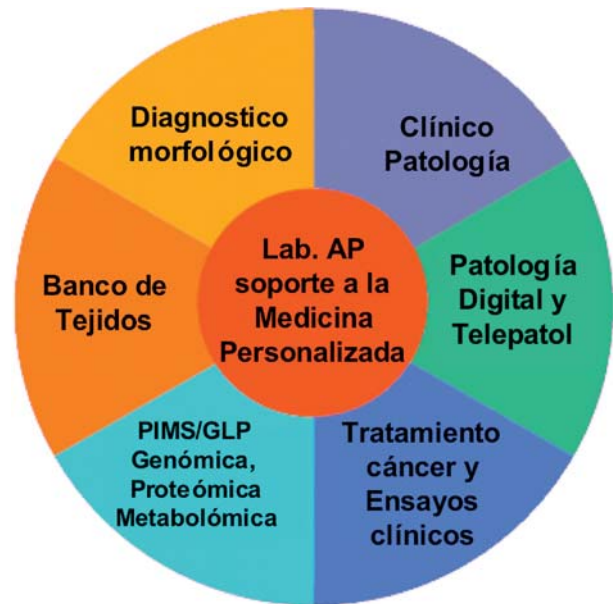 Diagnostico
morfológico
Clínico
Patología
Banco de
Tejidos
Lab. AP
soporte a la
Medicina
Personalizada
Patología
Digital y
Telepatol
PIMS/GLP
Genómica,
Proteómica
Metabolómica
Tratamiento
cáncer y
Ensayos
clínicos